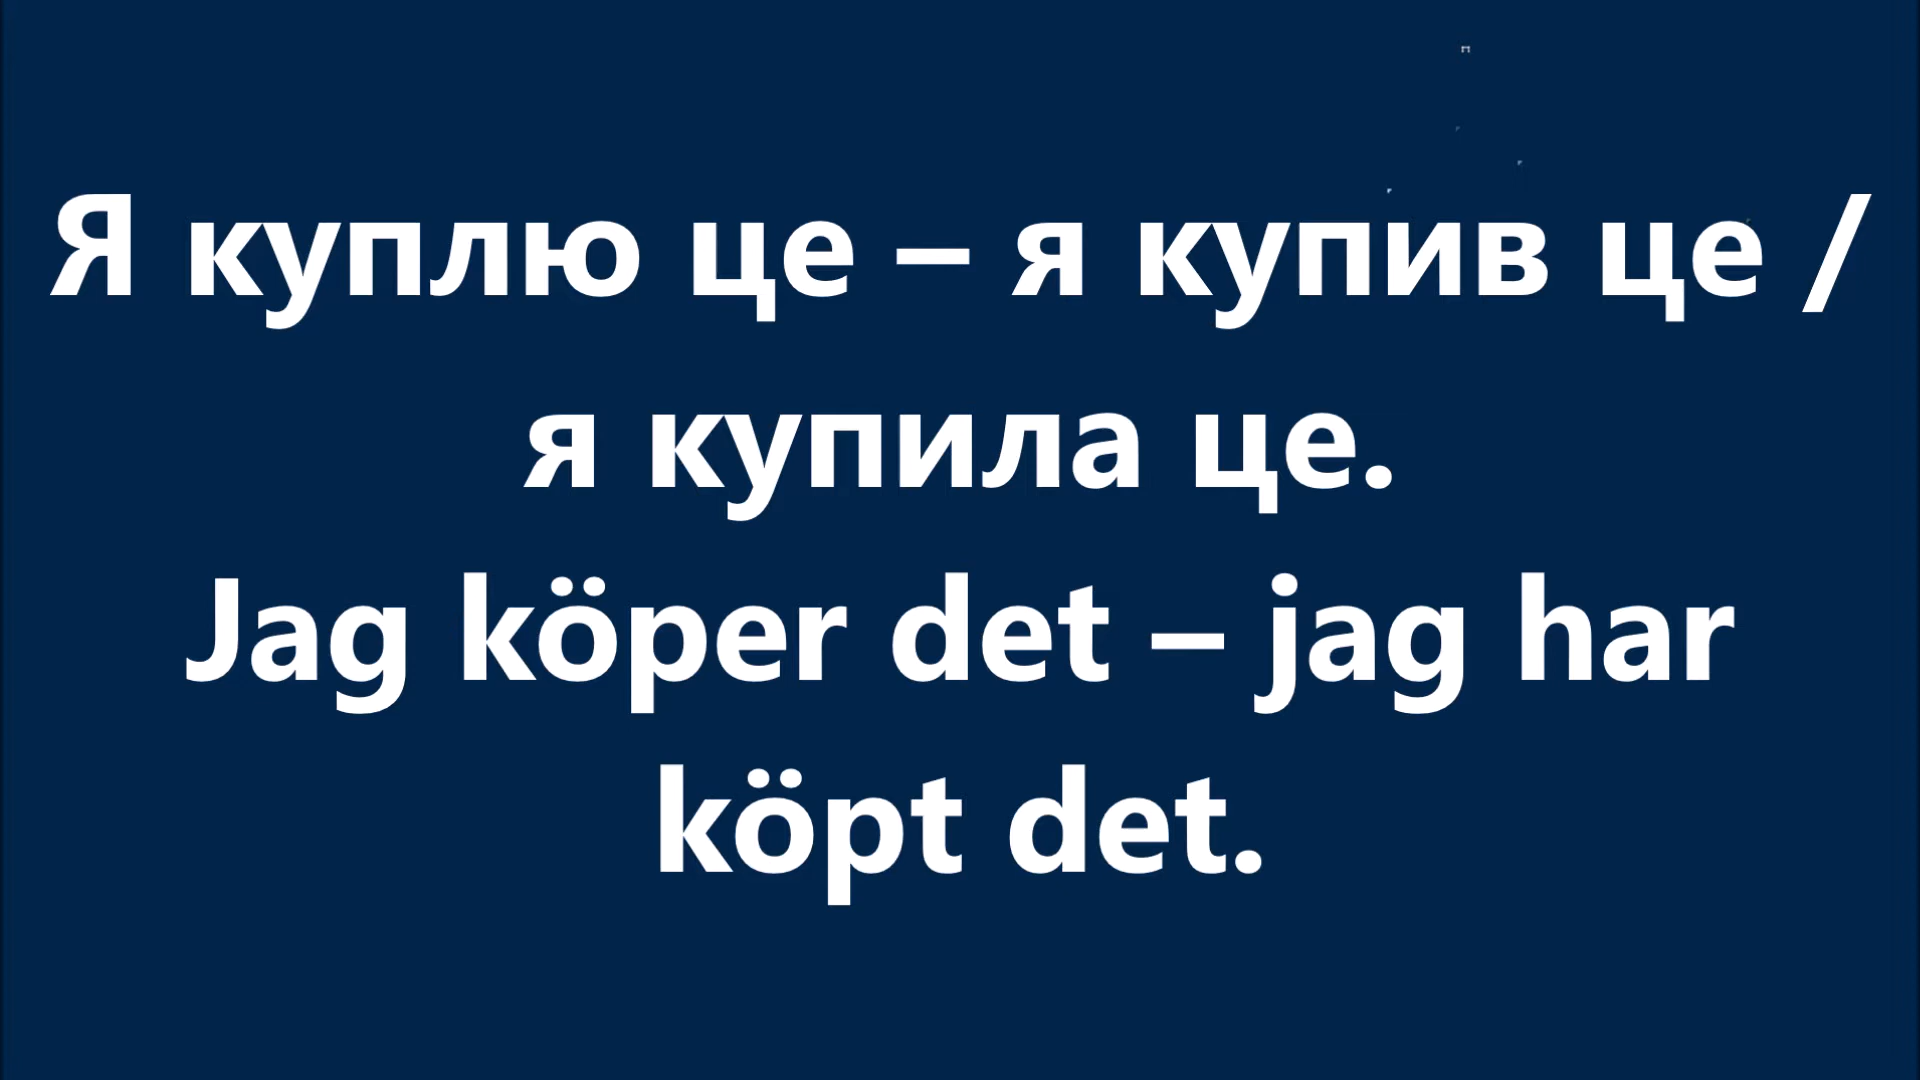 Я куплю це – я купив це /
я купила це.
Jag köper det – jag har
köpt det.